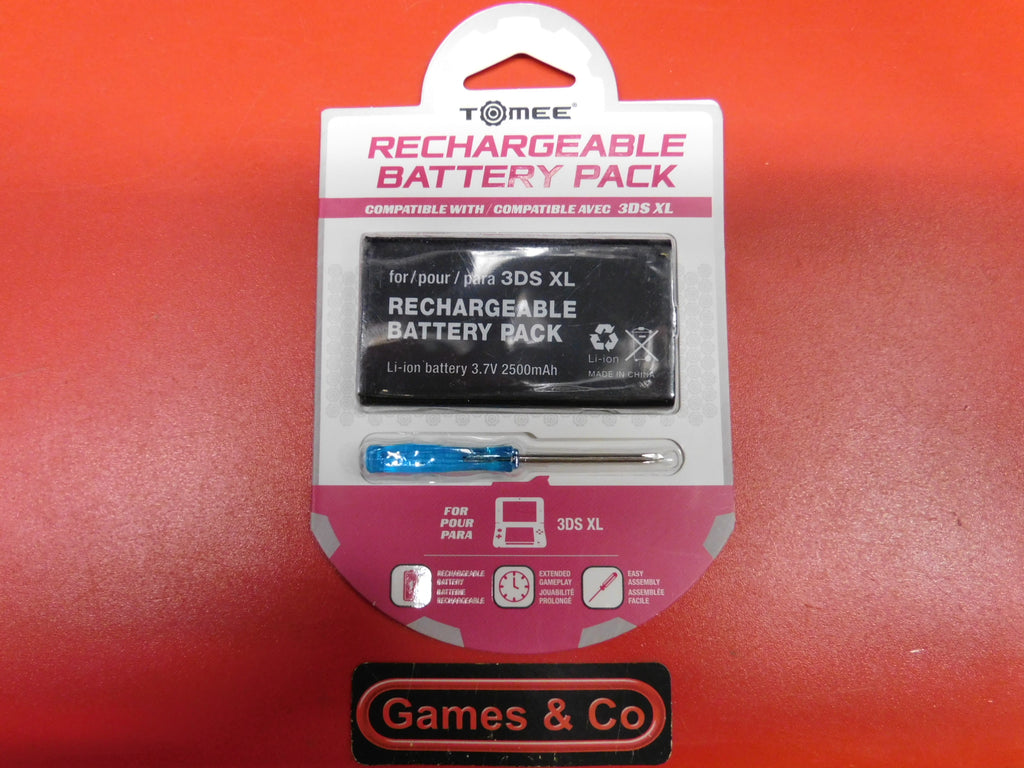 TOMEE®
RECHARGEABLE
BATTERY PACK
COMPATIBLE WITH / COMPATIBLE AVEC 3DS XL
for/pour/para 3DS XL
RECHARGEABLE
BATTERY PACK
Li-ion battery 3.7V 2500mAh
Li-ion
MADE IN CHINA
FOR
POUR
PARA
3DS XL
RECHARGEABLE
BATTERY
BATTERIE
RECHARGEABLE
EXTENDED
GAMEPLAY
JOUABILITÉ
PROLONGÉ
EASY
ASSEMBLY
ASSEMBLÉE
FACILE
Games & Co